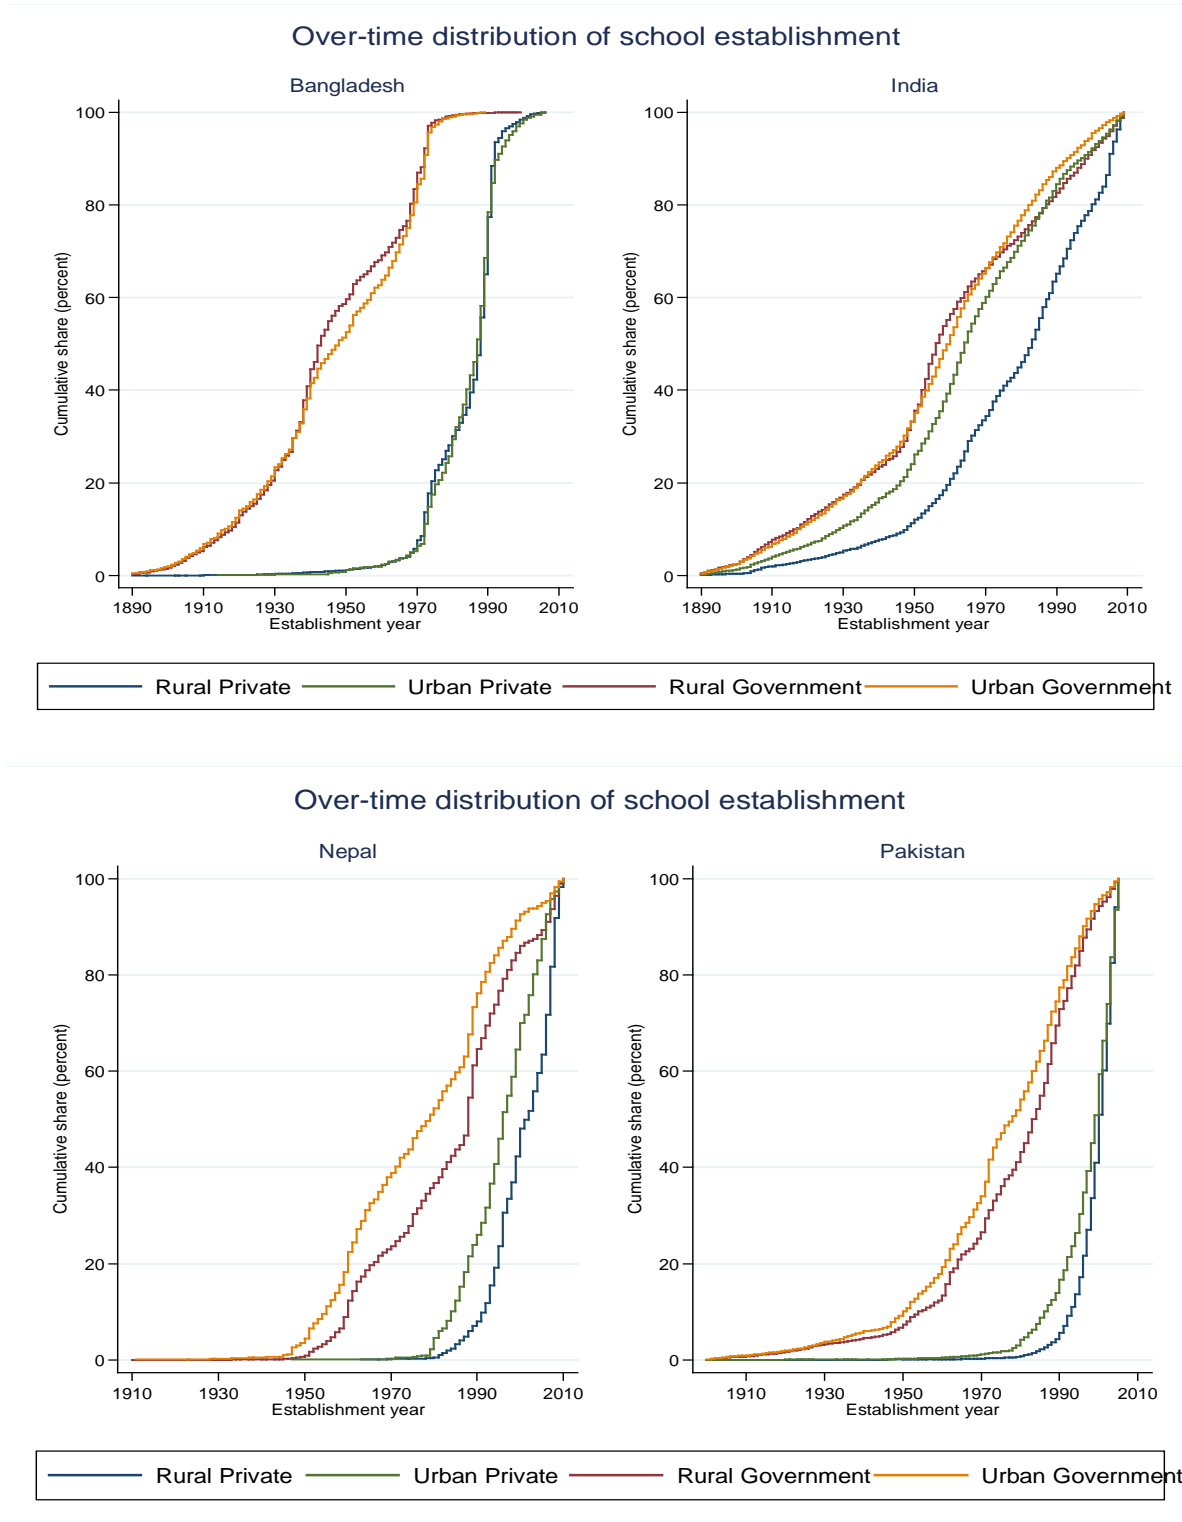 Over-time distribution of school establishment
Bangladesh
India
Cumulative share (percent)
100
80
60
40
20
0
1890 1910 1930 1950 1970 1990 2010
Establishment year
Cumulative share (percent)
100
80
60
40
20
0
1890 1910 1930 1950 1970 1990 2010
Establishment year
Rural Private Urban Private Rural Government Urban Government
Over-time distribution of school establishment
Nepal
Pakistan
Cumulative share (percent)
100
80
60
40
20
0
1910 1930 1950 1970 1990 2010
Establishment year
Cumulative share (percent)
100
80
60
40
20
0
1910 1930 1950 1970 1990 2010
Establishment year
Rural Private Urban Private Rural Government Urban Government